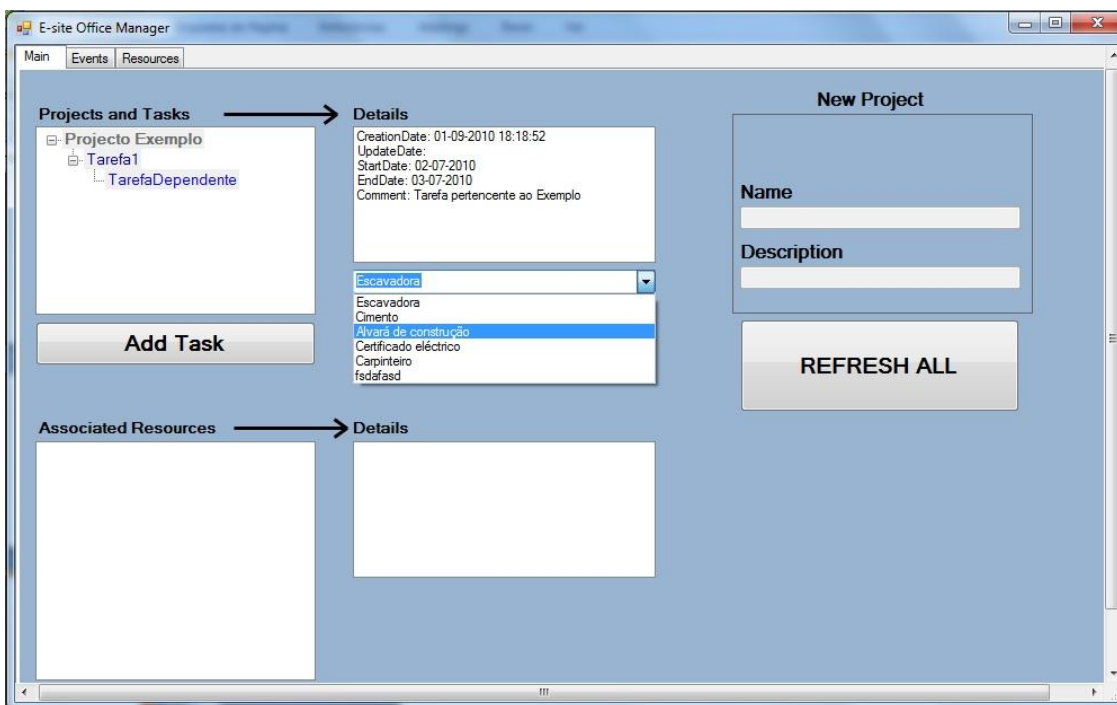 E-site Office Manager
Main Events Resources
Projects and Tasks
Projecto Exemplo
Tarefa1
TarefaDependente
Add Task
Details
CreationDate: 01-09-2010 18:18:52
UpdateDate:
StartDate: 02-07-2010
EndDate: 03-07-2010
Comment: Tarefa pertencente ao Exemplo
Escavadora
Escavadora
Cimento
Alvará de construção
Certificado eléctrico
Carpinteiro
fsdafasd
New Project
Name
Description
REFRESH ALL
Associated Resources
Details